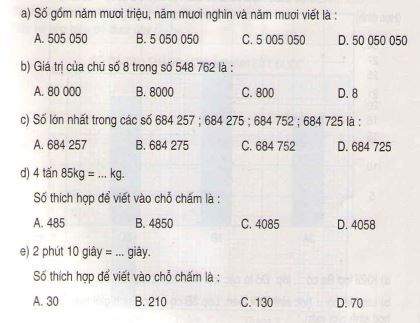 a) Số gồm năm mươi triệu, năm mươi nghìn và năm mươi viết là :
A. 505 050 B. 5 050 050 C. 5 005 050 D. 50 050 050
b) Giá trị của chữ số 8 trong số 548 762 là :
A. 80 000 B. 8000 C. 800 D. 8
c) Số lớn nhất trong các số 684 257 ; 684 275 ; 684 752 ; 684 725 là :
A. 684 257 B. 684 275 C. 684 752 D. 684 725
d) 4 tấn 85kg = ... kg.
Số thích hợp để viết vào chỗ chấm là :
A. 485 B. 4850 C. 4085 D. 4058
e) 2 phút 10 giây = ... giây.
Số thích hợp để viết vào chỗ chấm là :
A. 30 B. 210 C. 130 D. 70